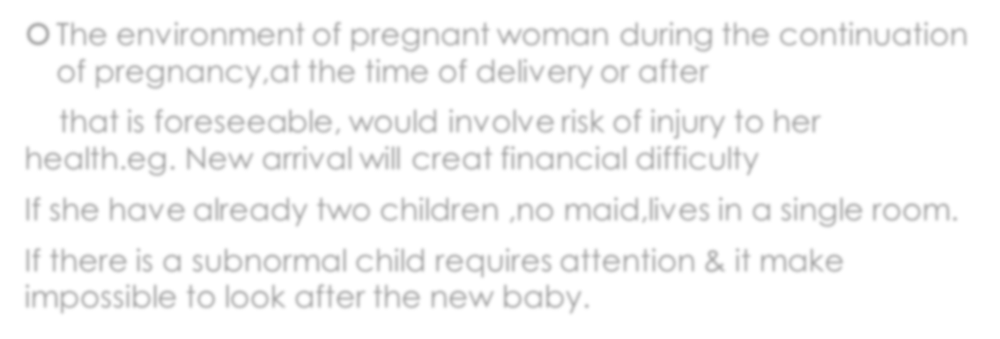 The environment of pregnant woman during the continuation
of pregnancy,at the time of delivery or after
that is foreseeable, would involve risk of injury to her
health.eg. New arrival will creat financial difficulty
If she have already two children ,no maid,lives in a single room.
If there is a subnormal child requires attention & it make
impossible to look after the new baby.